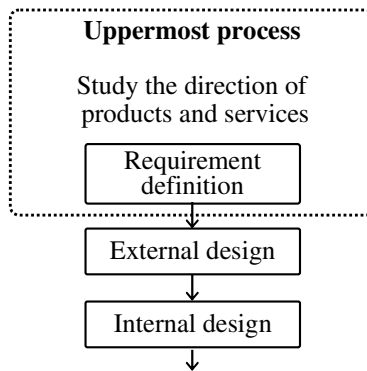 Uppermost process
Study the direction of
products and services
Requirement
definition
External design
Internal design